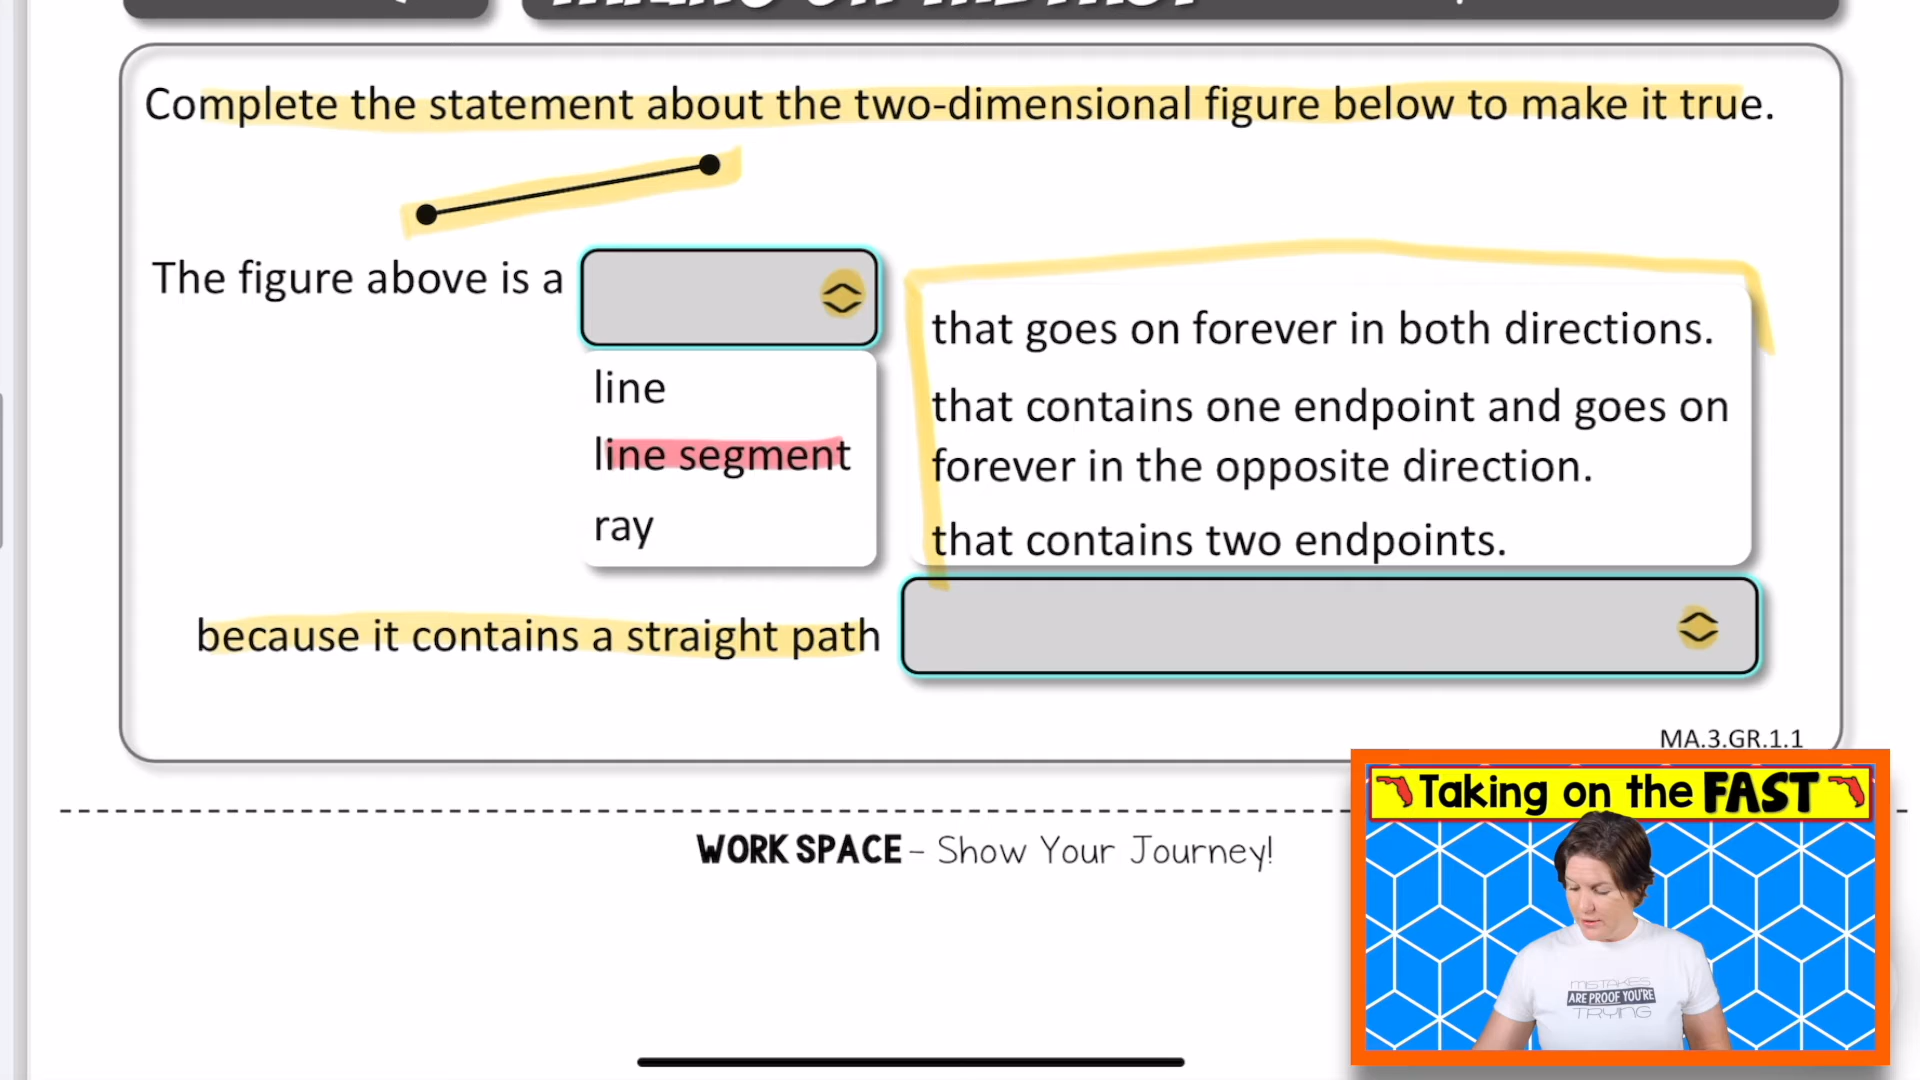 Complete the statement about the two-dimensional figure below to make it true.
The figure above is a
line
line segment
ray
that goes on forever in both directions.
that contains one endpoint and goes on
forever in the opposite direction.
that contains two endpoints.
because it contains a straight path
MA.3.GR.1.1
WORK SPACE - Show Your Journey!
Taking on the FAST
MISTAKES
ARE PROOF YOU'RE
TRYING